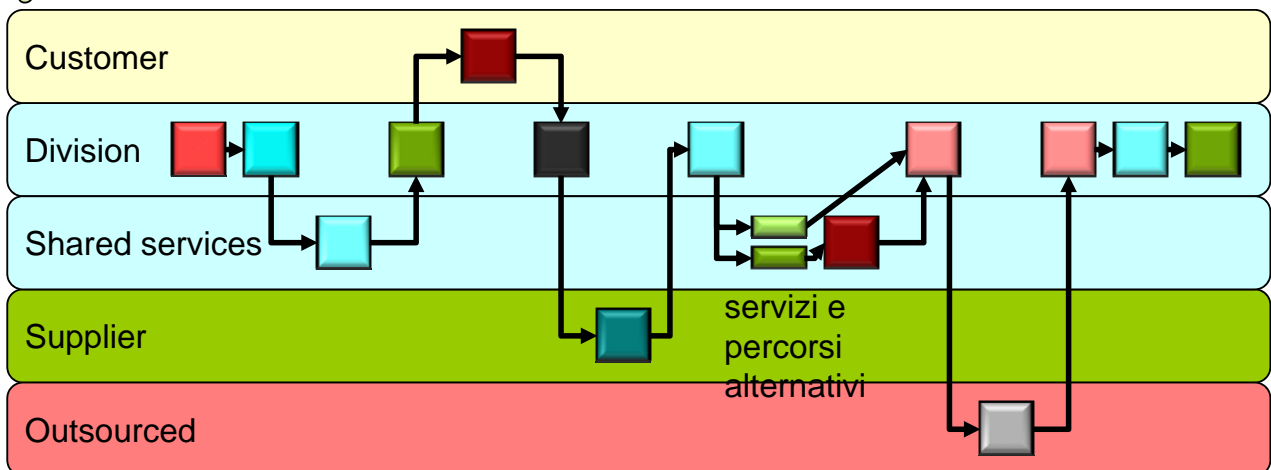 Customer
Division
Shared services
Supplier
servizi e
percorsi
alternativi
Outsourced